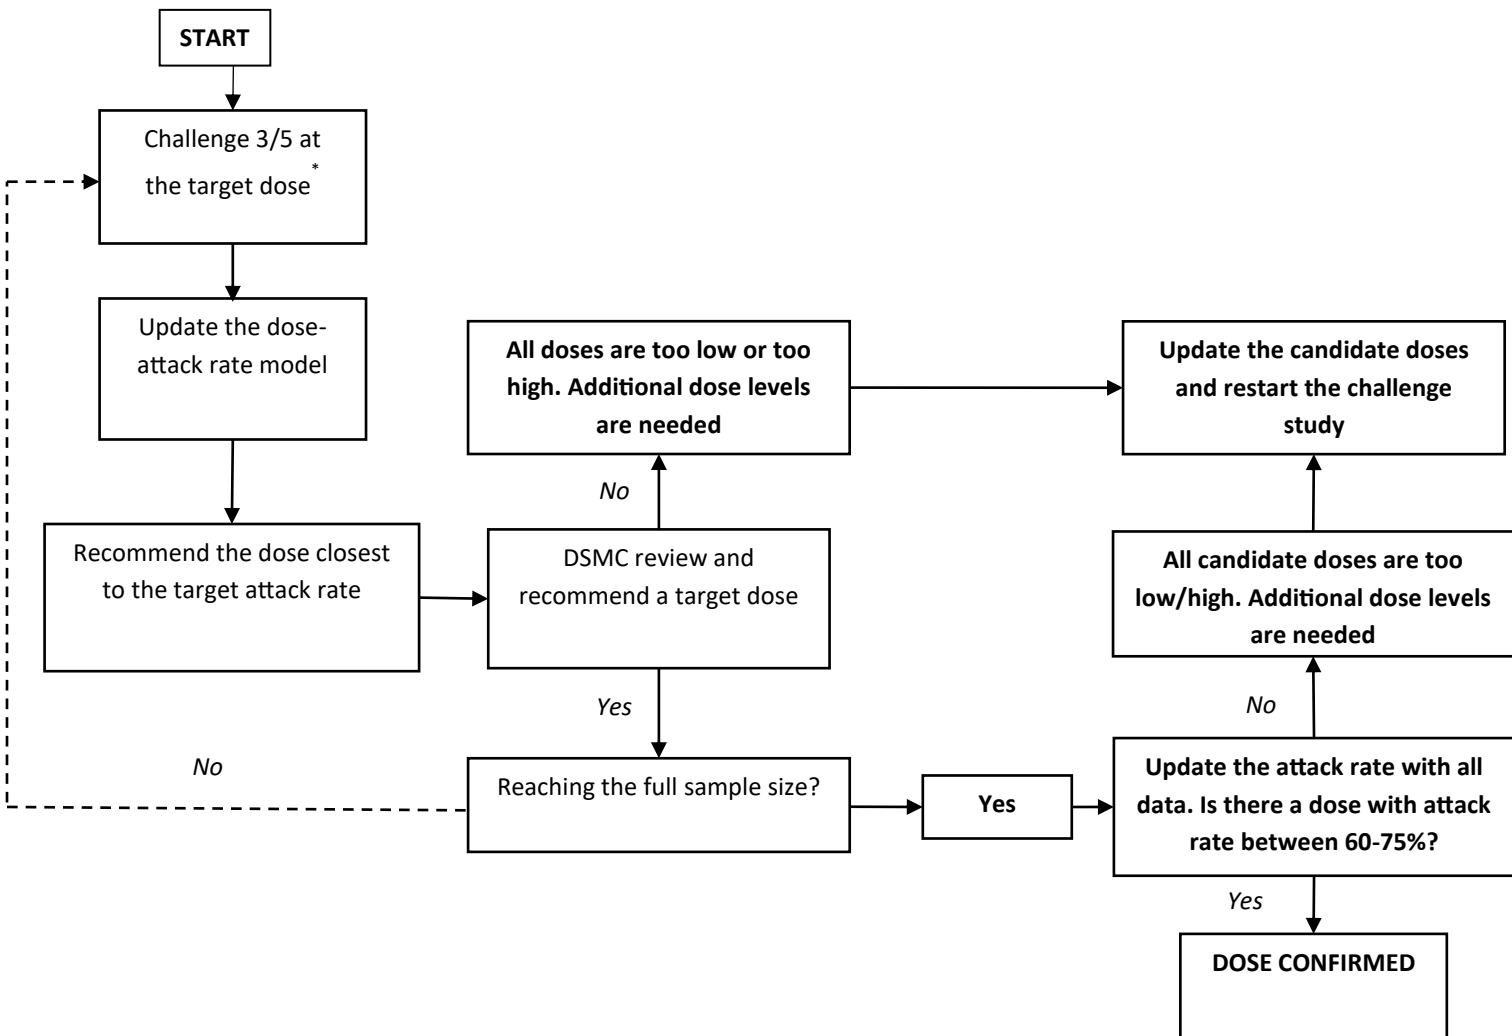 START
Challenge 3/5 at
the target dose*
Update the dose-
attack rate model
Recommend the dose closest
to the target attack rate
All doses are too low or too
high. Additional dose levels
are needed
No
DSMC review and
recommend a target dose
Yes
Reaching the full sample size?
No
Yes
Update the candidate doses
and restart the challenge
study
All candidate doses are too
low/high. Additional dose levels
are needed
No
Update the attack rate with all
data. Is there a dose with attack
rate between 60-75%?
Yes
DOSE CONFIRMED